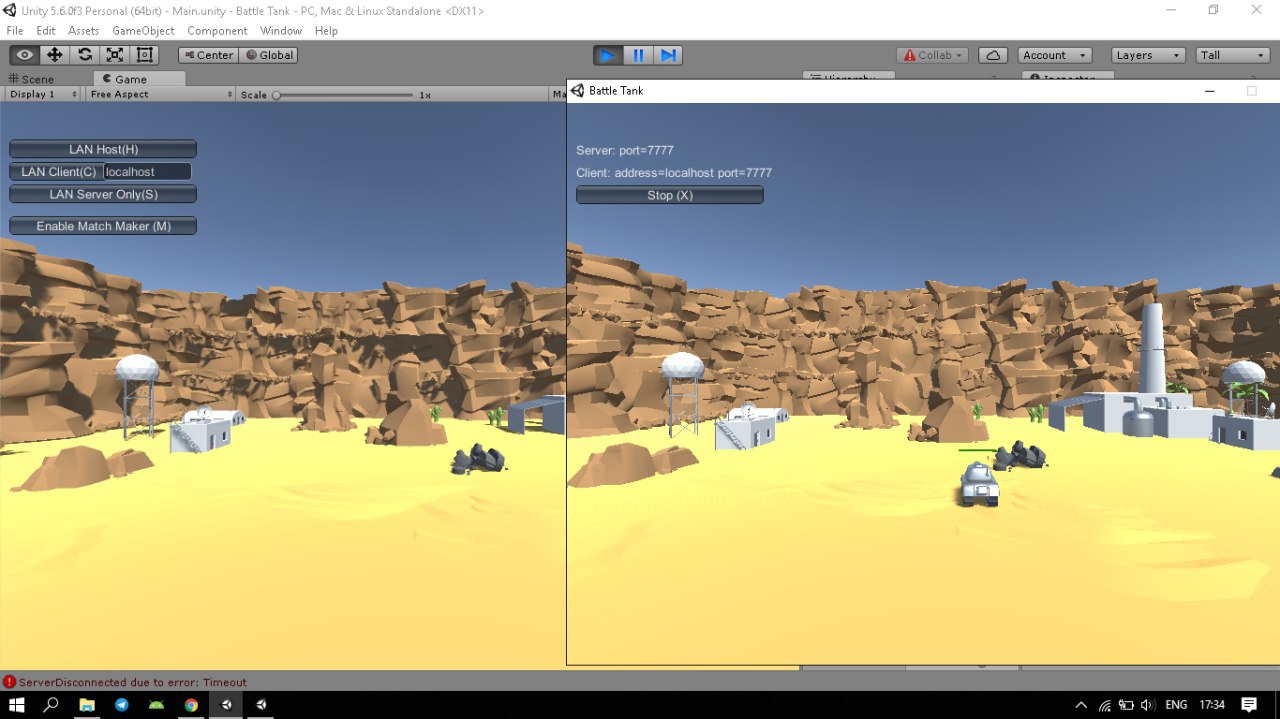 Unity 5.6.0f3 Personal (64bit) - Main.unity - Battle Tank - PC, Mac & Linux Standalone <DX11>
File Edit Assets GameObject Component Window Help
Center Global Collab Account Layers Tall
Scene Game Hierarchy Inspector
Display 1 Free Aspect Scale 1x Ma
Battle Tank
LAN Host(H)
LAN Client(C) localhost
LAN Server Only(S)
Enable Match Maker (M)
Server: port=7777
Client: address=localhost port=7777
Stop (X)
ServerDisconnected due to error: Timeout
ENG 17:34